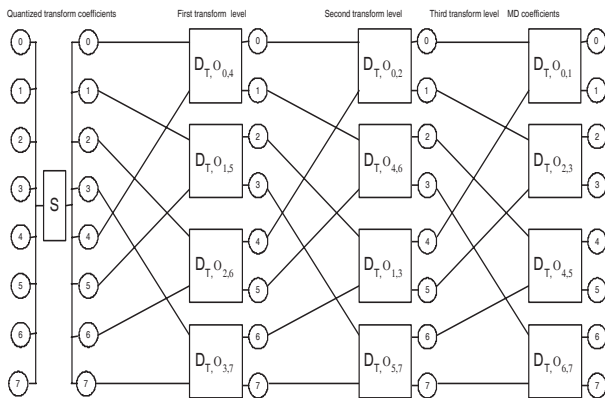 Quantized transform coefficients First transform level Second transform level Third transform level MD coefficients
0 0 D_T, O_0,4 0 D_T, O_0,2 0 D_T, O_0,1 0
1 1 1 1 1
2 2 D_T, O_1,5 2 D_T, O_4,6 2 D_T, O_2,3 2
3 3 3 3 3
S
4 4 D_T, O_2,6 4 D_T, O_1,3 4 D_T, O_4,5 4
5 5 5 5 5
6 6 D_T, O_3,7 6 D_T, O_5,7 6 D_T, O_6,7 6
7 7 7 7 7